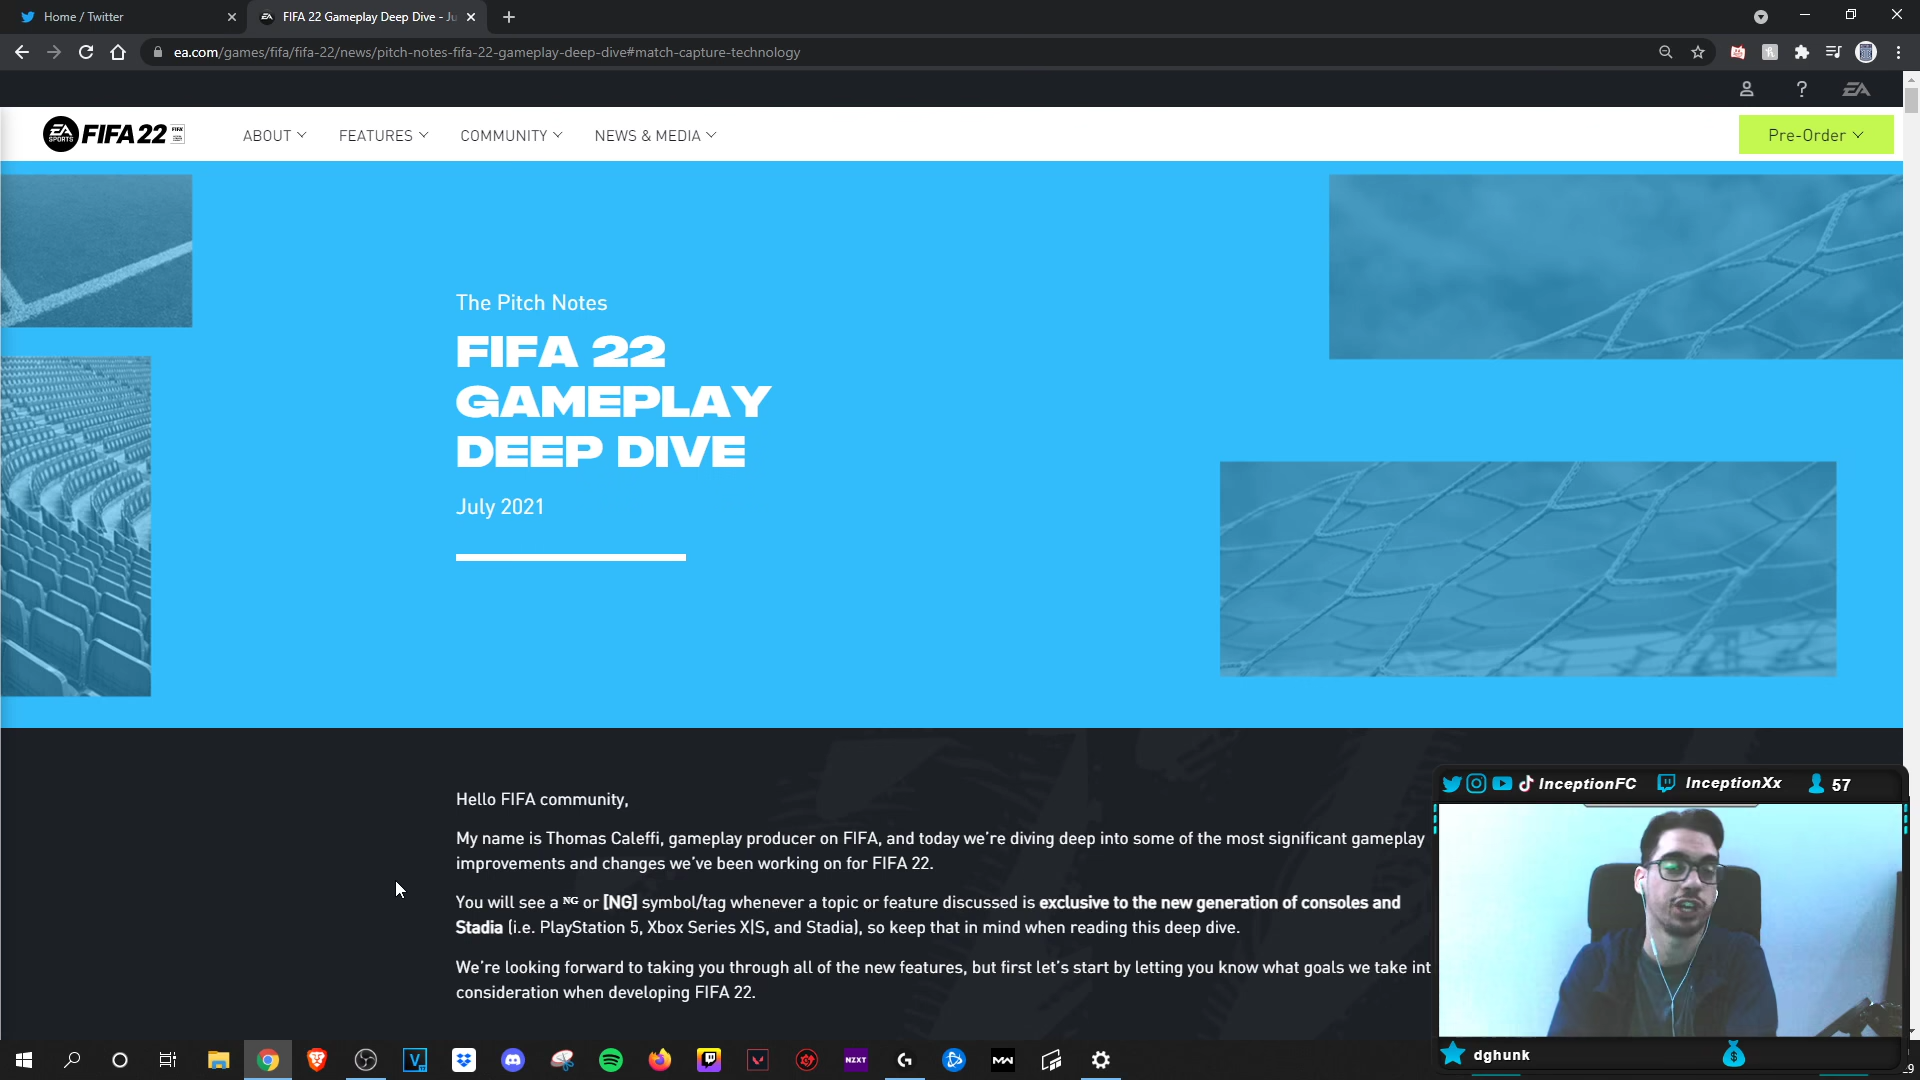 Home / Twitter
FIFA 22 Gameplay Deep Dive - Ju
ea.com/games/fifa/fifa-22/news/pitch-notes-fifa-22-gameplay-deep-dive#match-capture-technology
?
EA
EA SPORTS FIFA 22
ABOUT
FEATURES
COMMUNITY
NEWS & MEDIA
Pre-Order
The Pitch Notes
FIFA 22
GAMEPLAY
DEEP DIVE
July 2021
Hello FIFA community,
My name is Thomas Caleffi, gameplay producer on FIFA, and today we're diving deep into some of the most significant gameplay
improvements and changes we've been working on for FIFA 22.
You will see a NG or [NG] symbol/tag whenever a topic or feature discussed is exclusive to the new generation of consoles and
Stadia (i.e. PlayStation 5, Xbox Series X|S, and Stadia), so keep that in mind when reading this deep dive.
We're looking forward to taking you through all of the new features, but first let's start by letting you know what goals we take int
consideration when developing FIFA 22.
InceptionFC
InceptionXx
57
dghunk
NZXT
MW